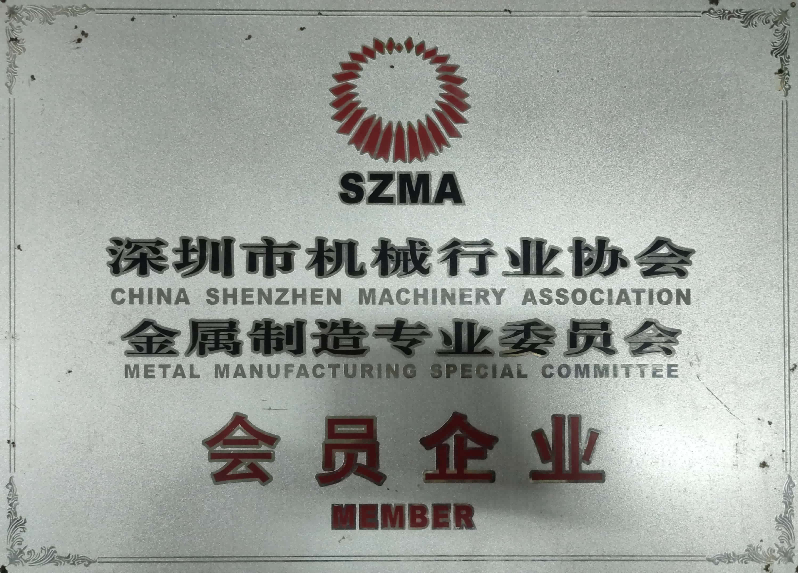 SZMA
深圳市机械行业协会
CHINA SHENZHEN MACHINERY ASSOCIATION
金属制造专业委员会
METAL MANUFACTURING SPECIAL COMMITTEE
会员企业
MEMBER